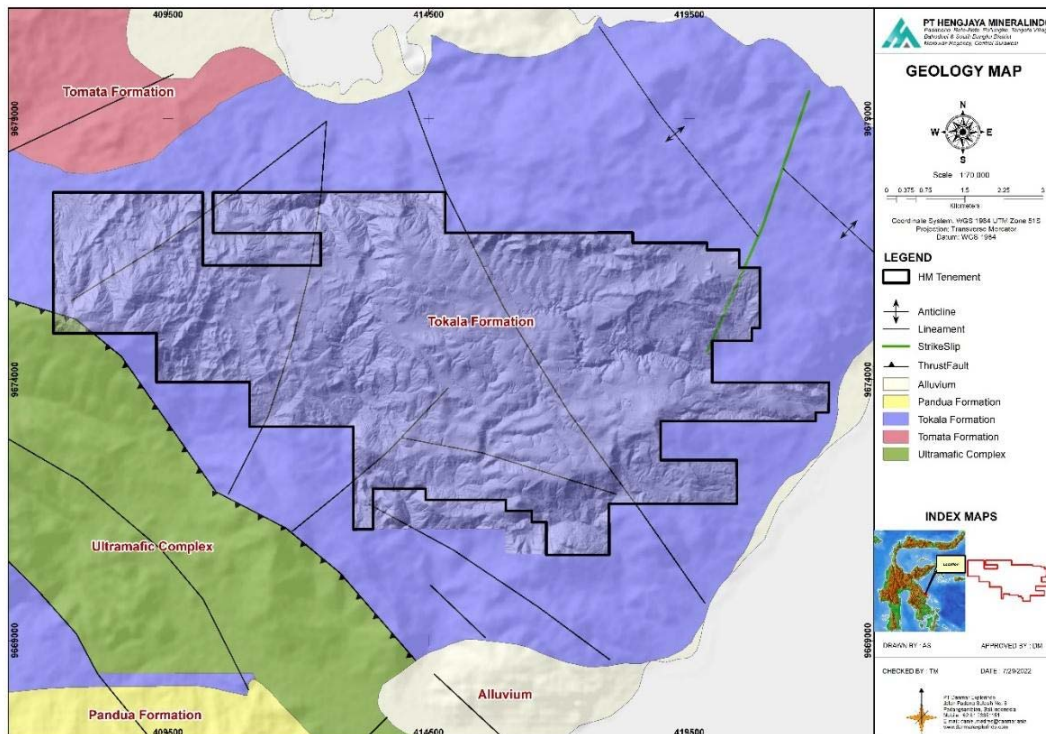 409500
414500
419500
9679000
9674000
9669000
Tomata Formation
Tokala Formation
Ultramafic Complex
Pandua Formation
Alluvium
9679000
9674000
9669000
409500
414500
419500
PT HENGJAYA MINERALINDO
GEOLOGY MAP
N
W
E
S
Scale 1:70.000
0 0.375 0.75 1.5 2.25 3
Kilometers
Coordinate System: WGS 1984 UTM Zone 51S
Projection: Transverse Mercator
Datum: WGS 1984
LEGEND
HM Tenement
Anticline
Lineament
StrikeSlip
ThrustFault
Alluvium
Pandua Formation
Tokala Formation
Tomata Formation
Ultramafic Complex
INDEX MAPS
DRAWN BY : AS
APPROVED BY : DM
CHECKED BY : TM
DATE : 7/29/2022